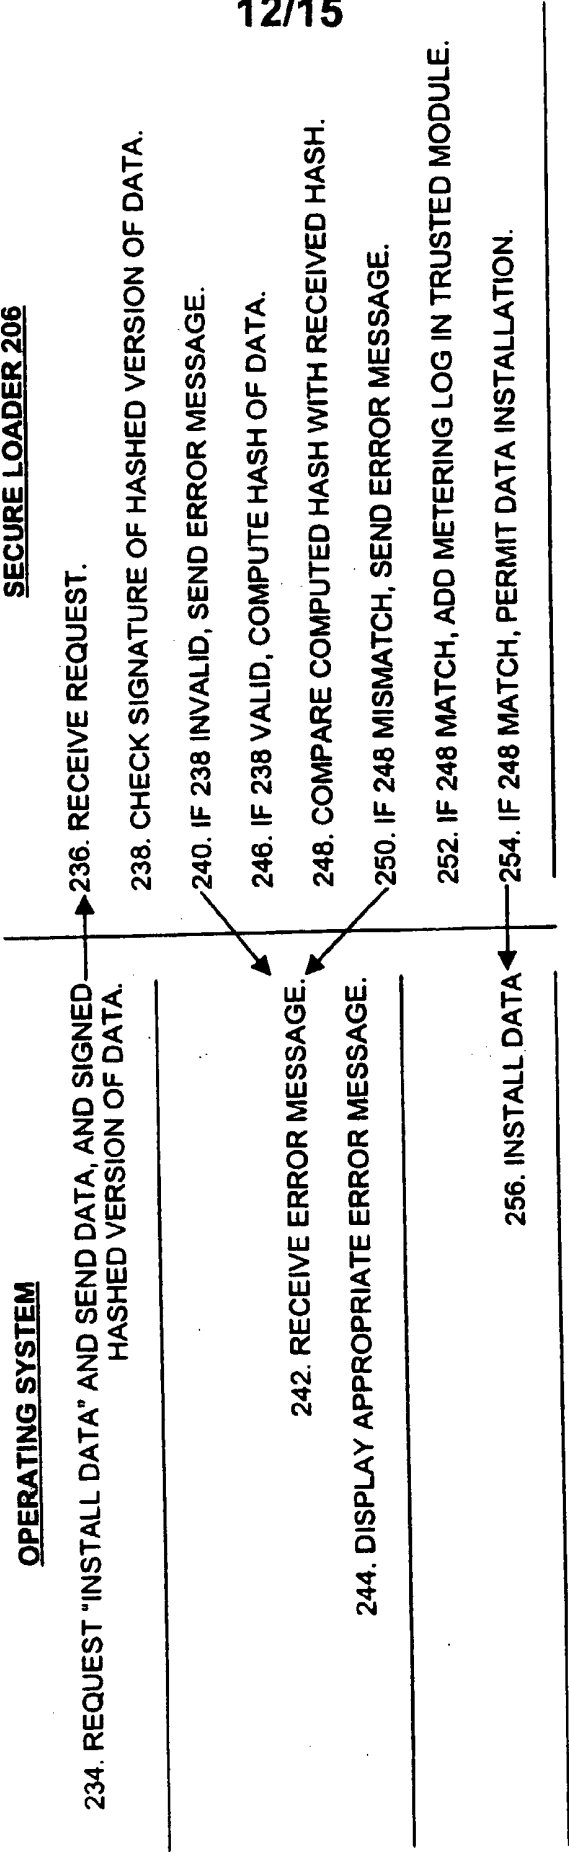 12/15
OPERATING SYSTEM
SECURE LOADER 206
234. REQUEST "INSTALL DATA" AND SEND DATA, AND SIGNED
HASHED VERSION OF DATA.
236. RECEIVE REQUEST.
238. CHECK SIGNATURE OF HASHED VERSION OF DATA.
240. IF 238 INVALID, SEND ERROR MESSAGE.
242. RECEIVE ERROR MESSAGE.
244. DISPLAY APPROPRIATE ERROR MESSAGE.
246. IF 238 VALID, COMPUTE HASH OF DATA.
248. COMPARE COMPUTED HASH WITH RECEIVED HASH.
250. IF 248 MISMATCH, SEND ERROR MESSAGE.
252. IF 248 MATCH, ADD METERING LOG IN TRUSTED MODULE.
254. IF 248 MATCH, PERMIT DATA INSTALLATION.
256. INSTALL DATA